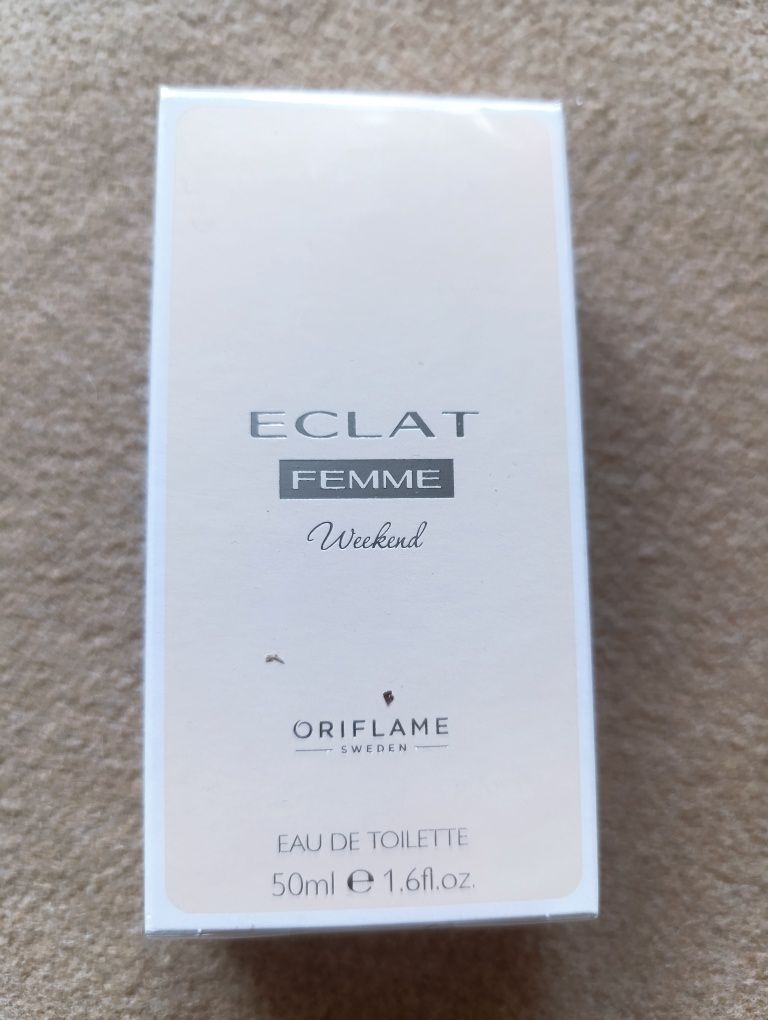 ECLAT
FEMME
Weekend
ORIFLAME
SWEDEN
EAU DE TOILETTE
50ml ℮ 1.6fl.oz.